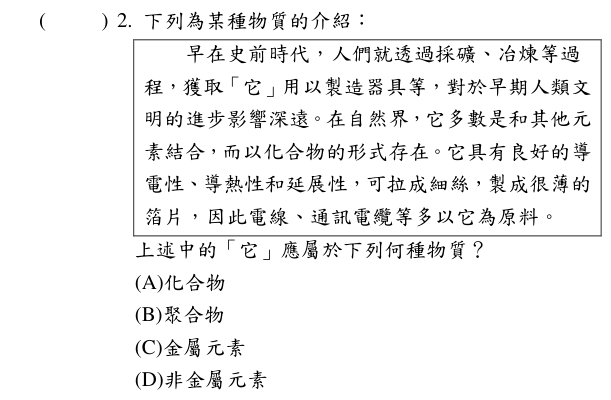 (　　) 2. 下列為某種物質的介紹：
早在史前時代，人們就透過採礦、冶煉等過
程，獲取「它」用以製造器具等，對於早期人類文
明的進步影響深遠。在自然界，它多數是和其他元
素結合，而以化合物的形式存在。它具有良好的導
電性、導熱性和延展性，可拉成細絲，製成很薄的
箔片，因此電線、通訊電纜等多以它為原料。
上述中的「它」應屬於下列何種物質？
(A)化合物
(B)聚合物
(C)金屬元素
(D)非金屬元素